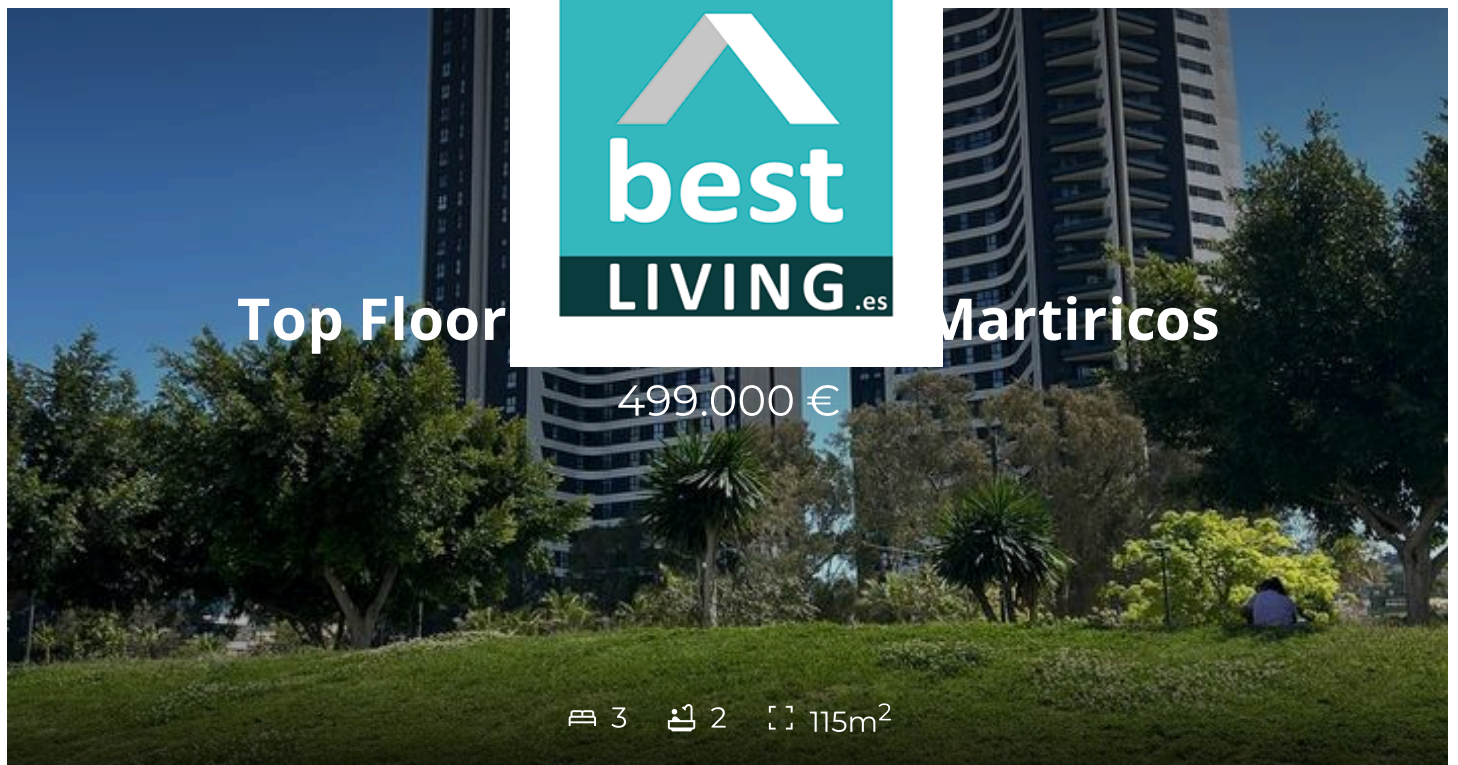 best
LIVING.es
Top Floor Martiricos
499.000 €
3 2 115m²